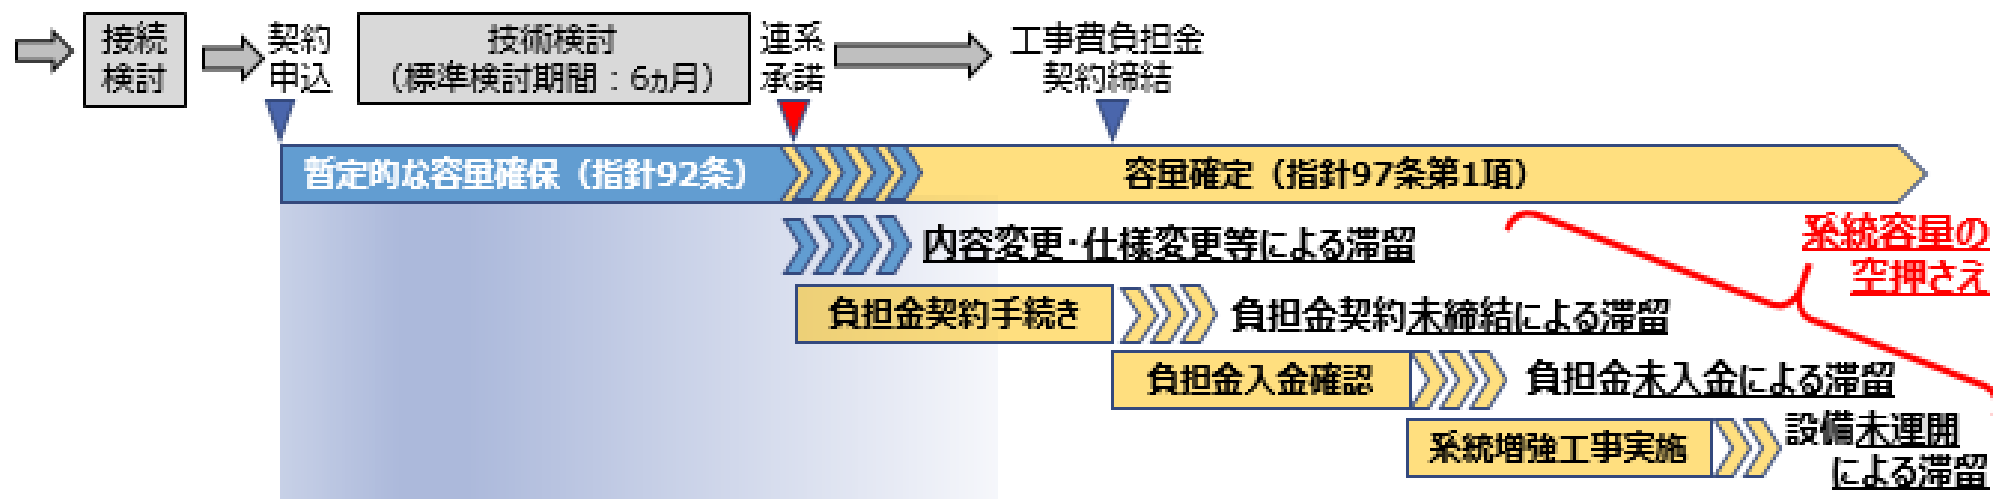 接続
検討
契約
申込
技術検討
（標準検討期間：6ヵ月）
連系
承諾
工事費負担金
契約締結
暫定的な容量確保（指針92条）
容量確定（指針97条第1項）
内容変更･仕様変更等による滞留
系統容量の
空押さえ
負担金契約手続き
負担金契約未締結による滞留
負担金入金確認
負担金未入金による滞留
系統増強工事実施
設備未運開
による滞留